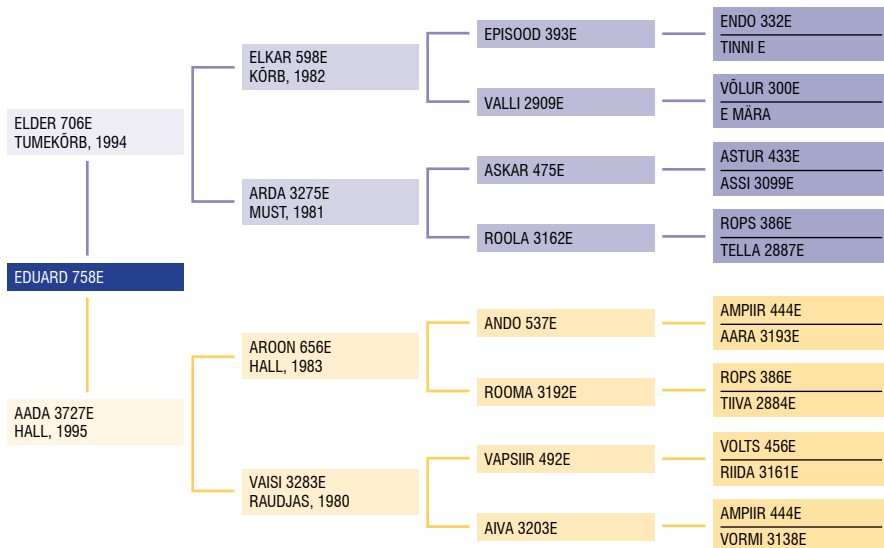 ELDER 706E
TUMEKÕRB, 1994
EDUARD 758E
AADA 3727E
HALL, 1995
ELKAR 598E
KÕRB, 1982
ARDA 3275E
MUST, 1981
AROON 656E
HALL, 1983
VAISI 3283E
RAUDJAS, 1980
EPISOOD 393E
VALLI 2909E
ASKAR 475E
ROOLA 3162E
ANDO 537E
ROOMA 3192E
VAPSIIR 492E
AIVA 3203E
ENDO 332E
TINNI E
VÕLUR 300E
E MÄRA
ASTUR 433E
ASSI 3099E
ROPS 386E
TELLA 2887E
AMPIIR 444E
AARA 3193E
ROPS 386E
TIIVA 2884E
VOLTS 456E
RIIDA 3161E
AMPIIR 444E
VORMI 3138E